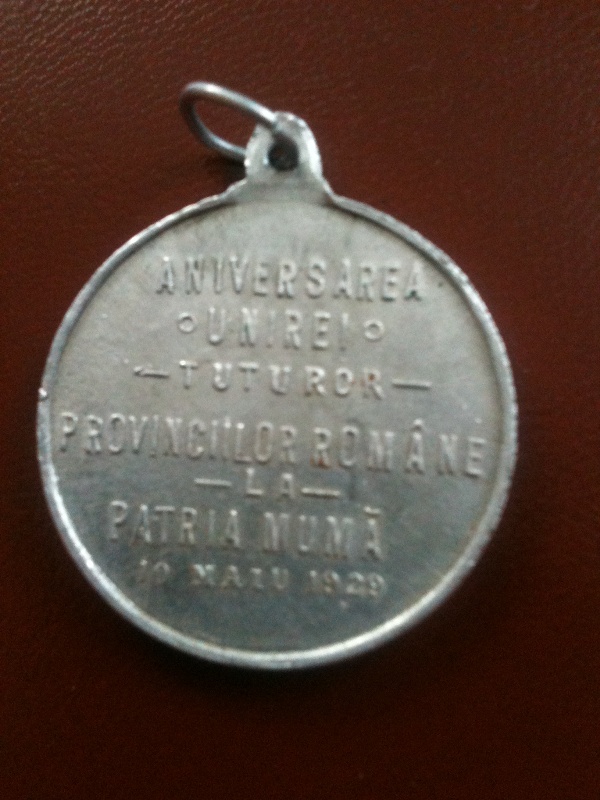 ANIVERSAREA
UNIREI
— TUTUROR —
PROVINCIILOR ROMÂNE
— LA —
PATRIA MUMĂ
10 MAIU 1929